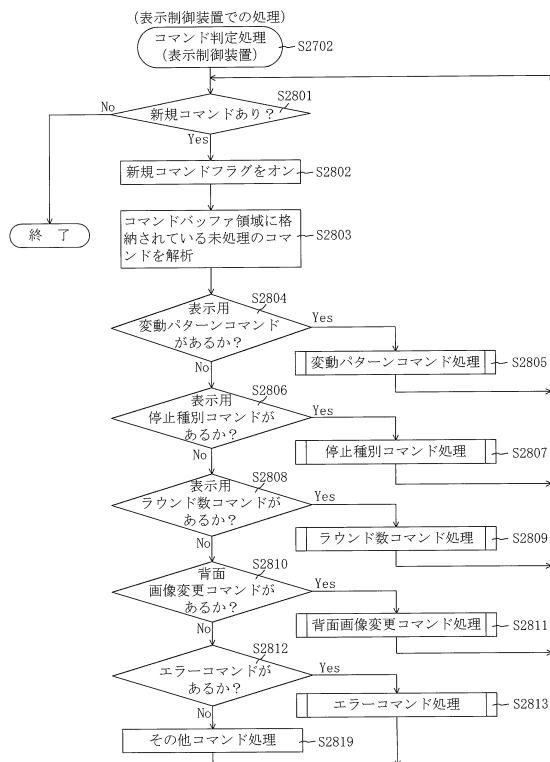 (表示制御装置での処理)
コマンド判定処理
(表示制御装置)
S2702
S2801
新規コマンドあり?
No
Yes
新規コマンドフラグをオン
S2802
終 了
コマンドバッファ領域に格
納されている未処理のコマ
ンドを解析
S2803
S2804
表示用
変動パターンコマンド
があるか?
Yes
No
変動パターンコマンド処理
S2805
S2806
表示用
停止種別コマンドが
あるか?
Yes
No
停止種別コマンド処理
S2807
S2808
表示用
ラウンド数コマンドが
あるか?
Yes
No
ラウンド数コマンド処理
S2809
S2810
背面
画像変更コマンドが
あるか?
Yes
No
背面画像変更コマンド処理
S2811
S2812
エラーコマンドが
あるか?
Yes
No
エラーコマンド処理
S2813
その他コマンド処理
S2819